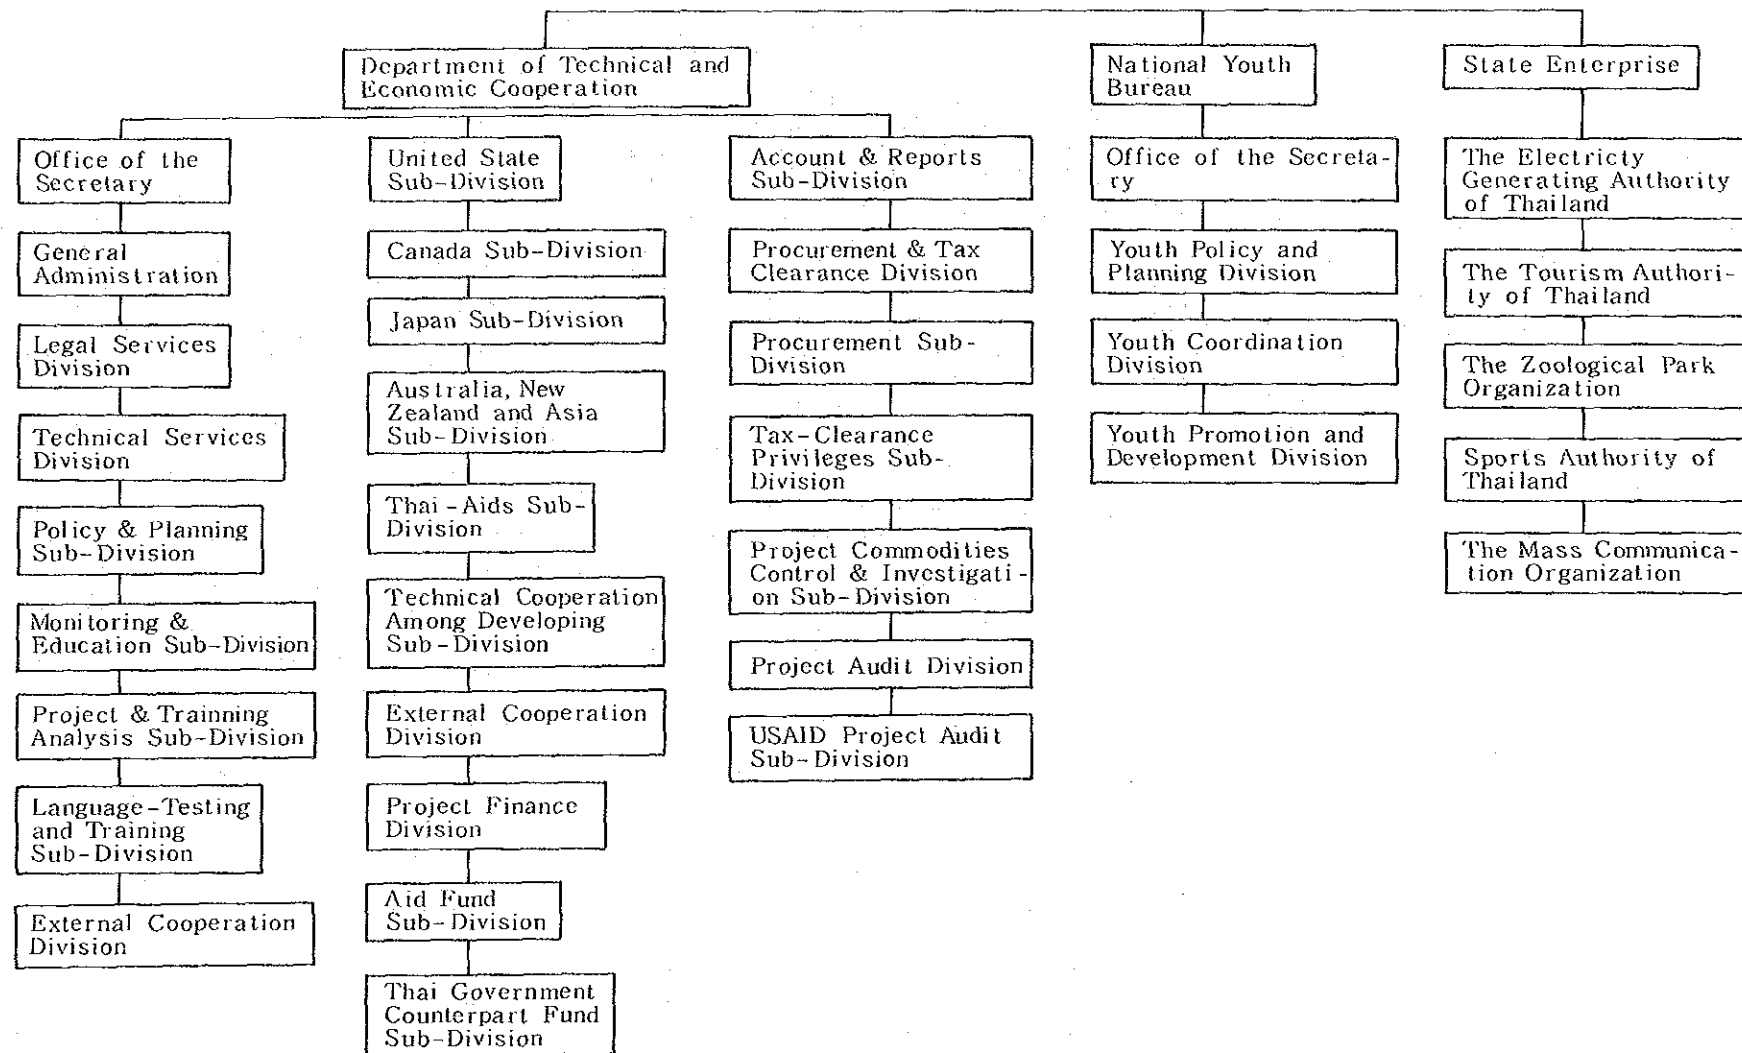 Department of Technical and
Economic Cooperation
National Youth
Bureau
State Enterprise
Office of the
Secretary
General
Administration
Legal Services
Division
Technical Services
Division
Policy & Planning
Sub-Division
Monitoring &
Education Sub-Division
Project & Trainning
Analysis Sub-Division
Language-Testing
and Training
Sub-Division
External Cooperation
Division
United State
Sub-Division
Canada Sub-Division
Japan Sub-Division
Australia, New
Zealand and Asia
Sub-Division
Thai-Aids Sub-
Division
Technical Cooperation
Among Developing
Sub-Division
External Cooperation
Division
Project Finance
Division
Aid Fund
Sub-Division
Thai Government
Counterpart Fund
Sub-Division
Account & Reports
Sub-Division
Procurement & Tax
Clearance Division
Procurement Sub-
Division
Tax-Clearance
Privileges Sub-
Division
Project Commodities
Control & Investigati-
on Sub-Division
Project Audit Division
USAID Project Audit
Sub-Division
Office of the Secreta-
ry
Youth Policy and
Planning Division
Youth Coordination
Division
Youth Promotion and
Development Division
The Electricty
Generating Authority
of Thailand
The Tourism Authori-
ty of Thailand
The Zoological Park
Organization
Sports Authority of
Thailand
The Mass Communica-
tion Organization